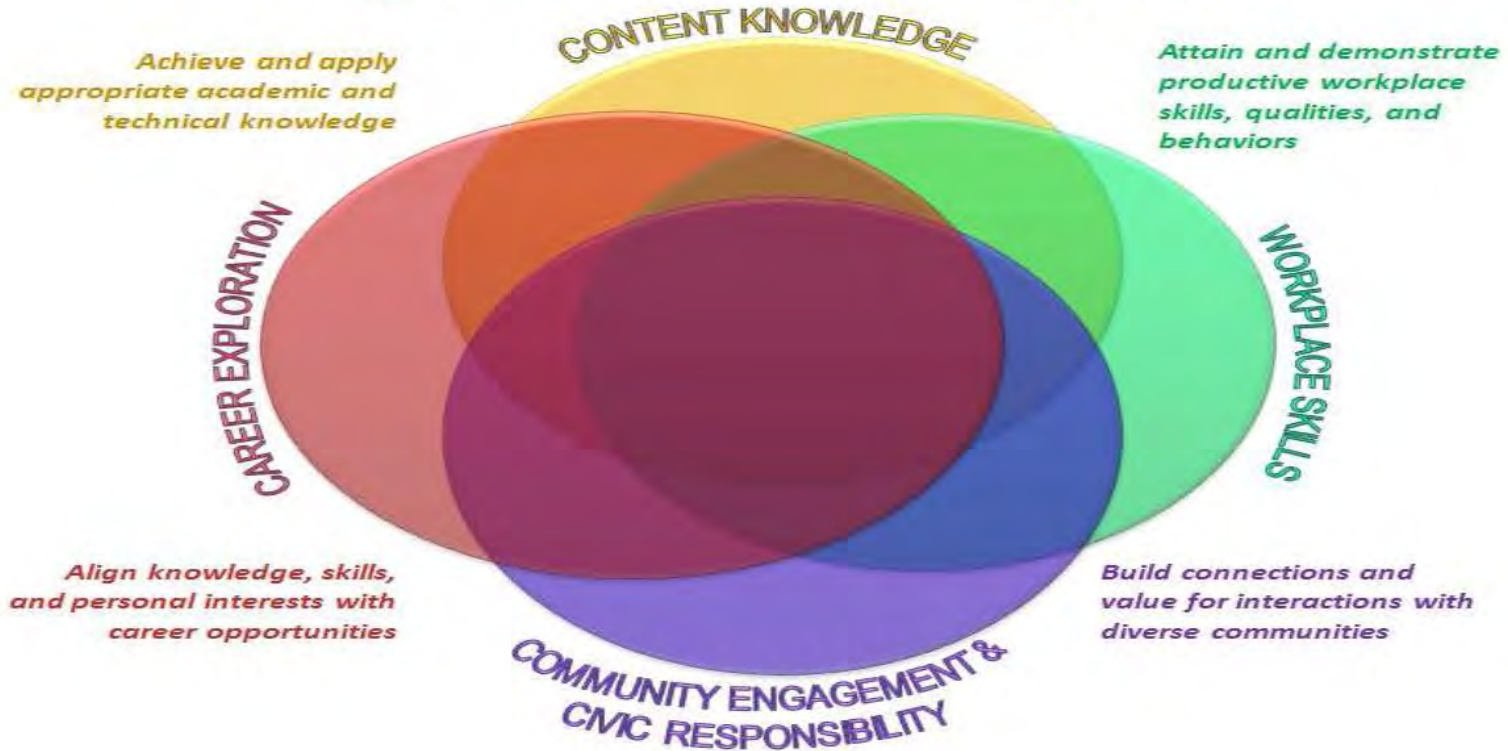 CONTENT KNOWLEDGE
Achieve and apply
appropriate academic and
technical knowledge
Attain and demonstrate
productive workplace
skills, qualities, and
behaviors
CAREER EXPLORATION
WORKPLACE SKILLS
Align knowledge, skills,
and personal interests with
career opportunities
Build connections and
value for interactions with
diverse communities
COMMUNITY ENGAGEMENT &
CIVIC RESPONSIBILITY